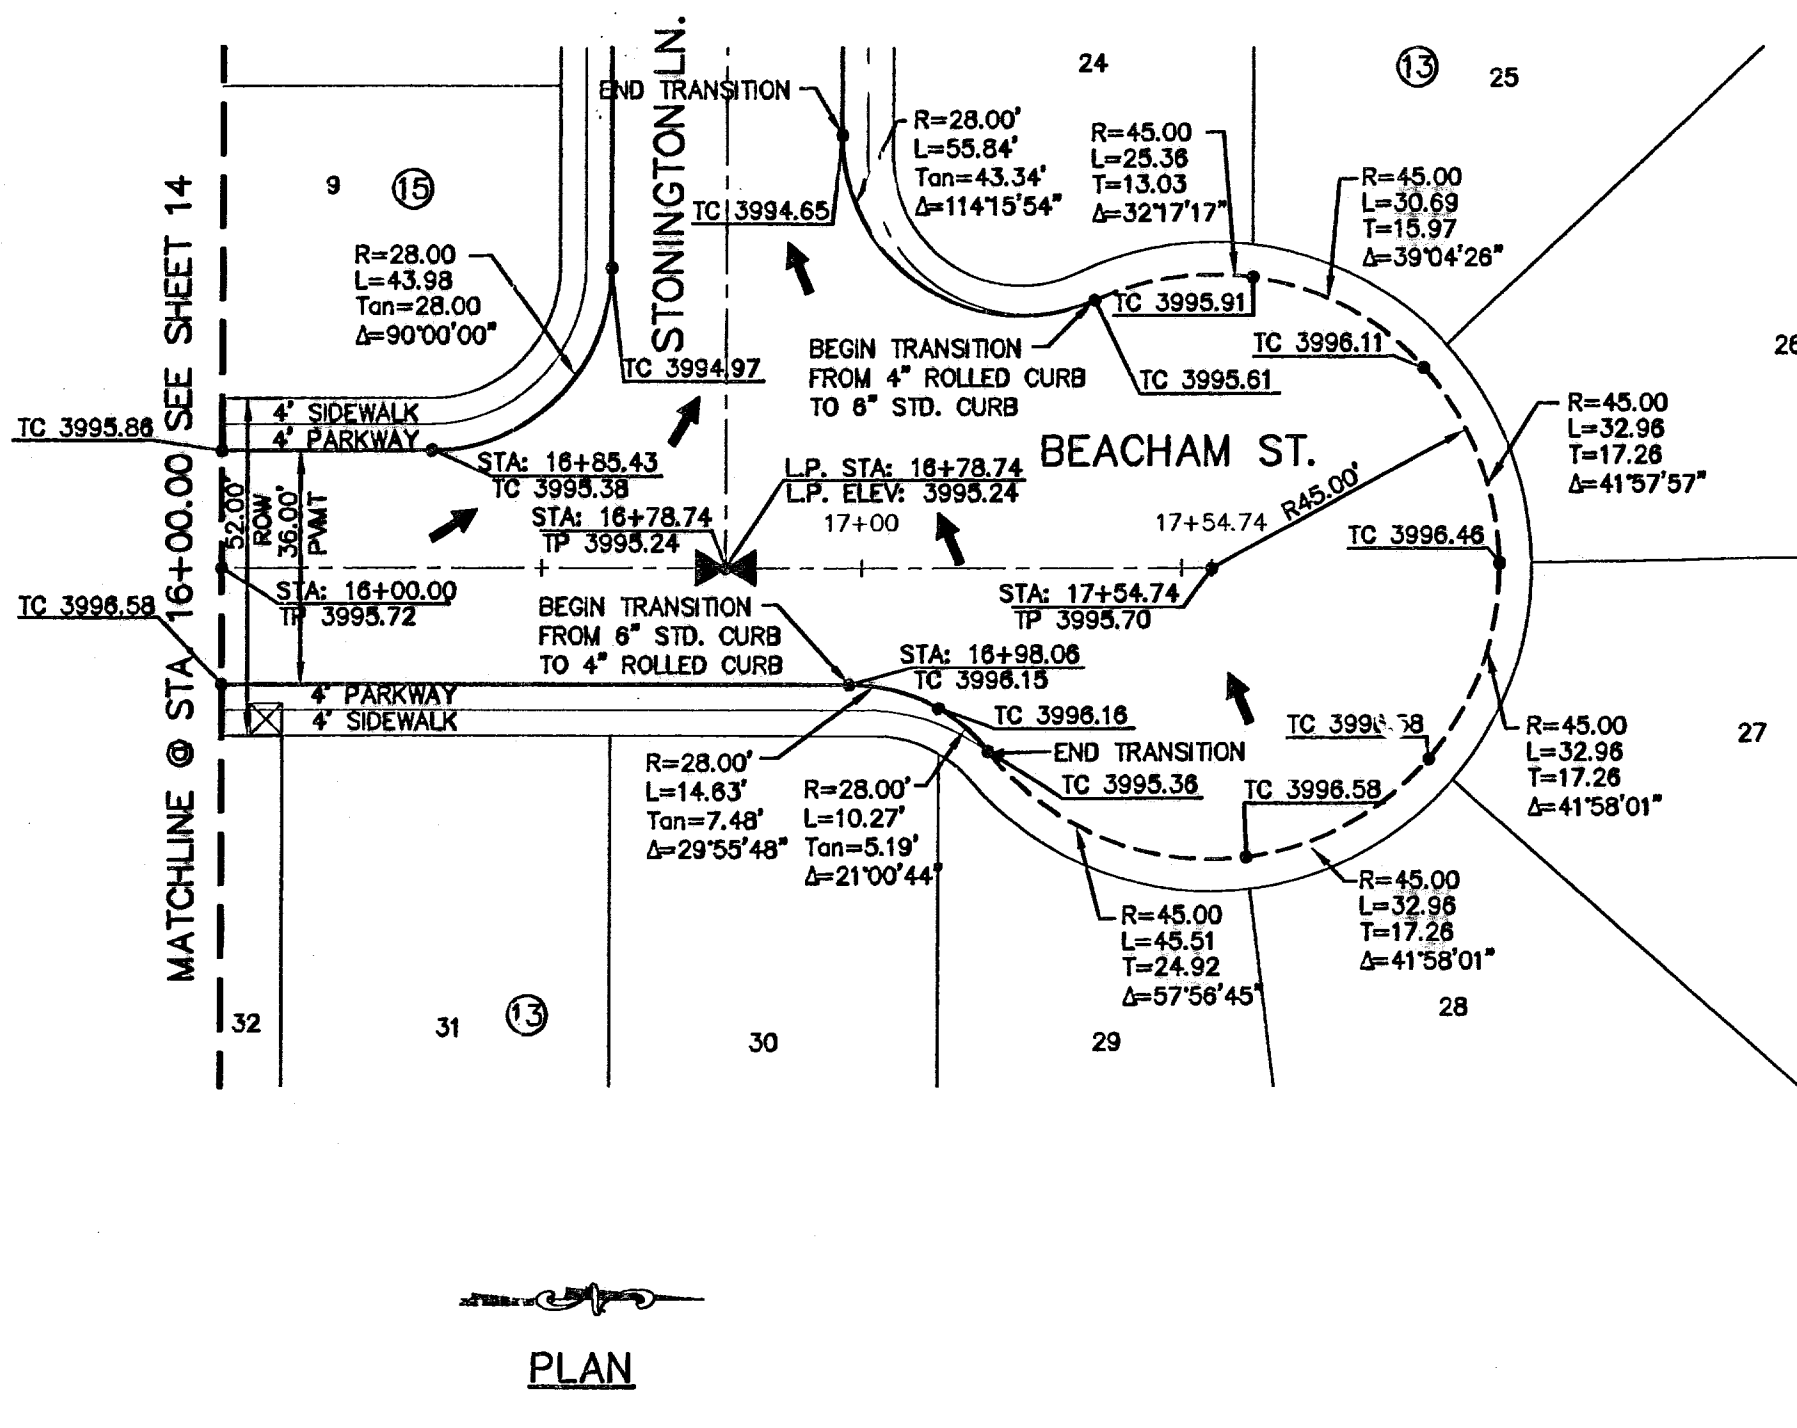 STONINGTON LN.
END TRANSITION
TC 3994.65
R=28.00'
L=55.84'
Tan=43.34'
Δ=114°15'54"
24
13
25
R=45.00
L=25.36
T=13.03
Δ=32°17'17"
R=45.00
L=30.69
T=15.97
Δ=39°04'26"
9
15
R=28.00
L=43.98
Tan=28.00
Δ=90°00'00"
MATCHLINE @ STA 16+00.00 SEE SHEET 14
TC 3994.97
TC 3995.91
TC 3996.11
26
BEGIN TRANSITION
FROM 4" ROLLED CURB
TO 6" STD. CURB
TC 3995.61
R=45.00
L=32.96
T=17.26
Δ=41°57'57"
4' SIDEWALK
4' PARKWAY
TC 3995.86
52.00'
ROW
36.00'
PVMT
STA: 16+85.43
TC 3995.38
BEACHAM ST.
L.P. STA: 16+78.74
L.P. ELEV: 3995.24
STA: 16+78.74
TP 3995.24
17+00
17+54.74
R45.00'
TC 3996.46
STA: 16+00.00
TP 3995.72
TC 3996.58
STA: 17+54.74
TP 3995.70
BEGIN TRANSITION
FROM 6" STD. CURB
TO 4" ROLLED CURB
STA: 16+98.06
TC 3996.15
4' PARKWAY
4' SIDEWALK
TC 3996.16
END TRANSITION
TC 3995.36
TC 3996.58
TC 3996.58
R=45.00
L=32.96
T=17.26
Δ=41°58'01"
27
R=28.00'
L=14.63'
Tan=7.48'
Δ=29°55'48"
R=28.00'
L=10.27'
Tan=5.19'
Δ=21°00'44"
R=45.00
L=45.51
T=24.92
Δ=57°56'45"
R=45.00
L=32.96
T=17.26
Δ=41°58'01"
28
32
31
13
30
29
PLAN